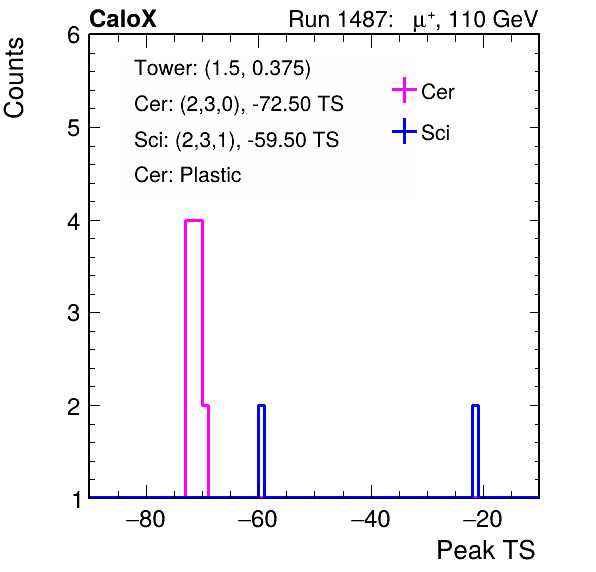 CaloX Run 1487: μ⁺, 110 GeV
Counts
6
Tower: (1.5, 0.375)
Cer: (2,3,0), -72.50 TS
Sci: (2,3,1), -59.50 TS
Cer: Plastic
Cer
Sci
5
4
3
2
1
−80 −60 −40 −20
Peak TS